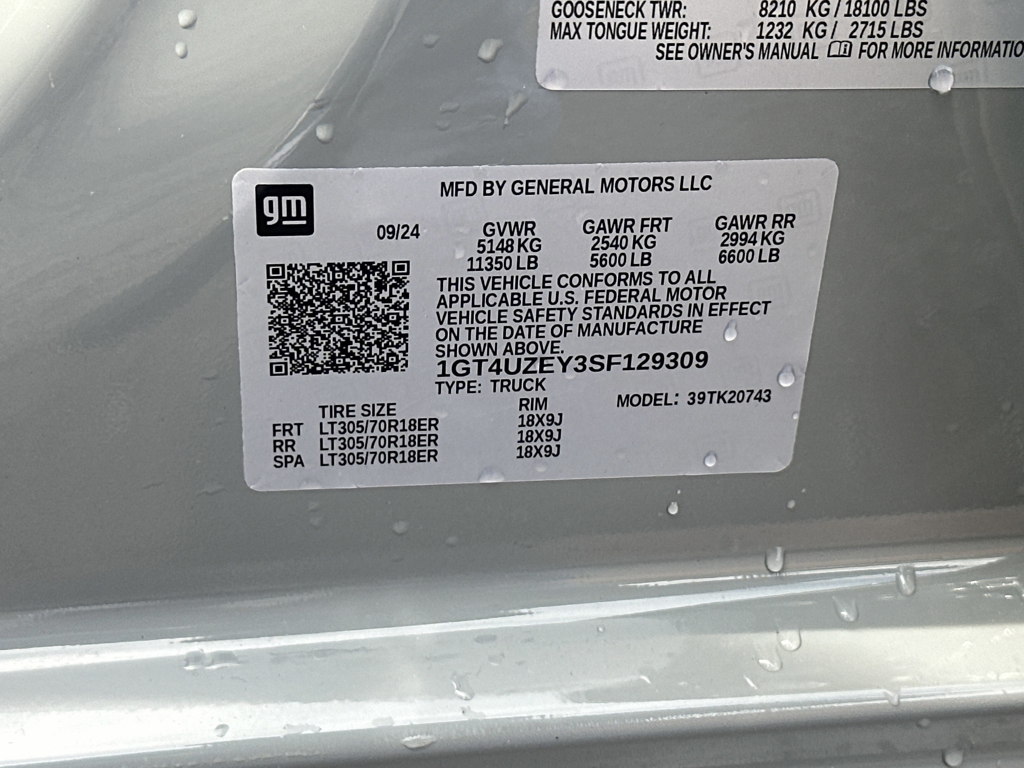 GOOSENECK TWR: 8210 KG / 18100 LBS
MAX TONGUE WEIGHT: 1232 KG / 2715 LBS
SEE OWNER'S MANUAL FOR MORE INFORMATIO
gm
MFD BY GENERAL MOTORS LLC
09/24 GVWR GAWR FRT GAWR RR
5148 KG 2540 KG 2994 KG
11350 LB 5600 LB 6600 LB
THIS VEHICLE CONFORMS TO ALL
APPLICABLE U.S. FEDERAL MOTOR
VEHICLE SAFETY STANDARDS IN EFFECT
ON THE DATE OF MANUFACTURE
SHOWN ABOVE.
1GT4UZEY3SF129309
TYPE: TRUCK
MODEL: 39TK20743
TIRE SIZE RIM
FRT LT305/70R18ER 18X9J
RR LT305/70R18ER 18X9J
SPA LT305/70R18ER 18X9J